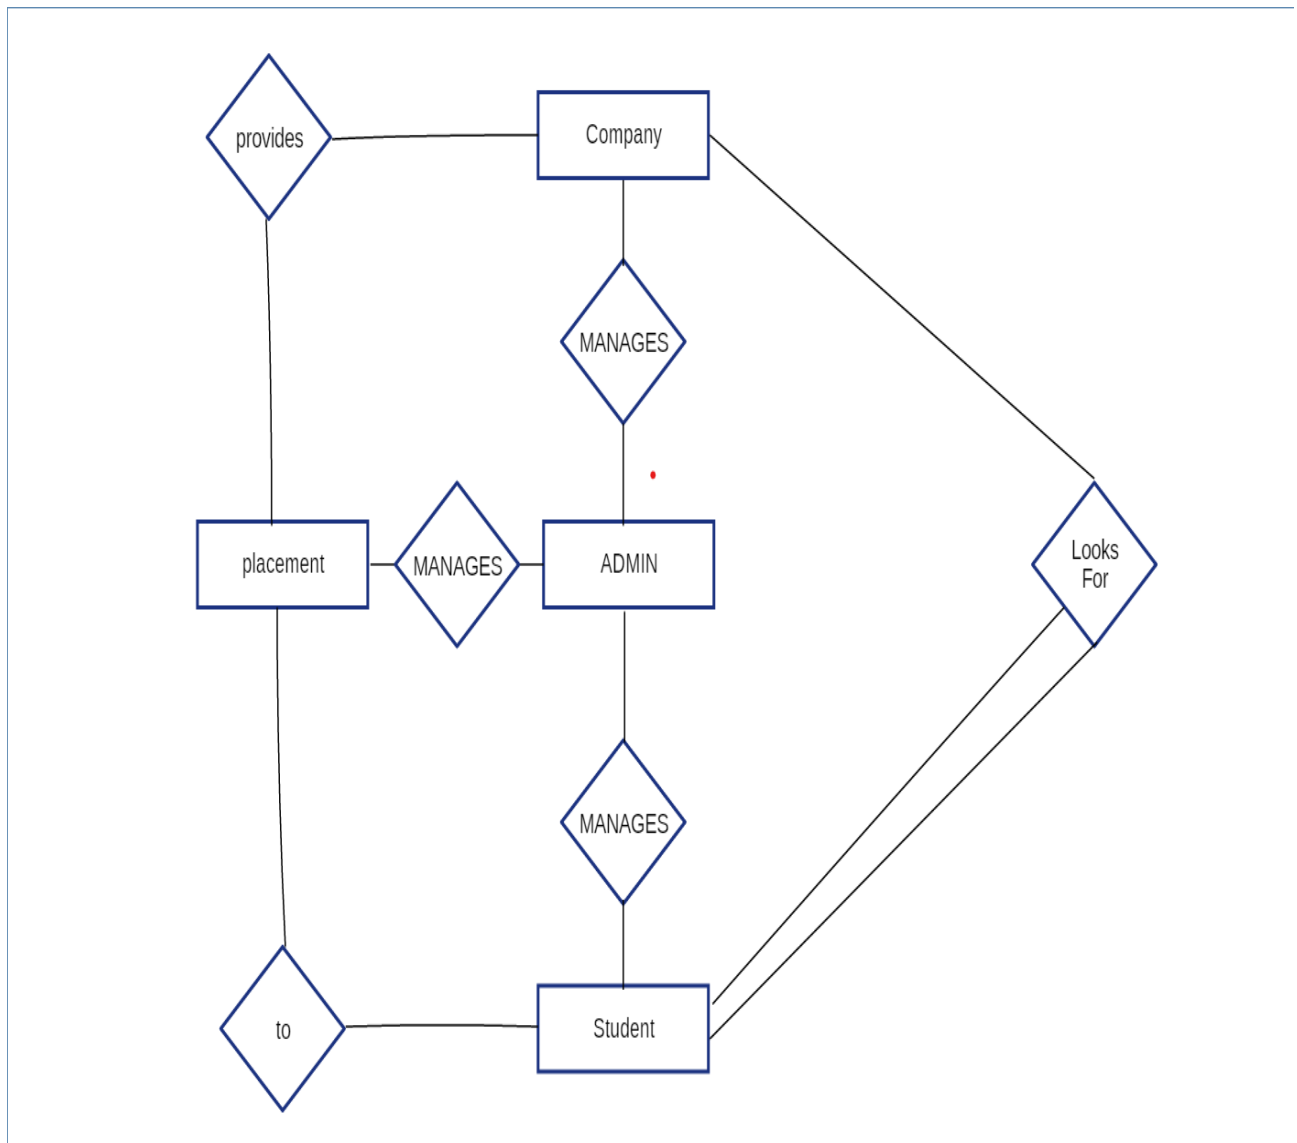 provides
Company
MANAGES
placement
MANAGES
ADMIN
Looks
For
MANAGES
to
Student